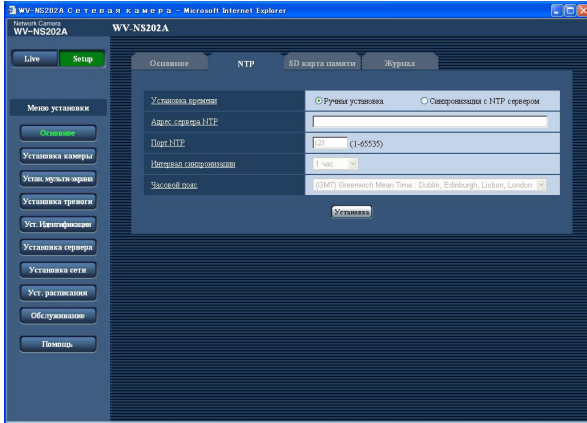 WV-NS202A Сетевая камера - Microsoft Internet Explorer
Network Camera
WV-NS202A
WV-NS202A
Live Setup
Основное NTP SD карта памяти Журнал
Меню установки
Основное
Установка камеры
Устан. мульти-экрана
Установка тревоги
Уст. Идентификации
Установка сервера
Установка сети
Уст. расписания
Обслуживание
Помощь
Установка времени Ручная установка Синхронизация с NTP сервером
Адрес сервера NTP
Порт NTP 123 (1-65535)
Интервал синхронизации 1 час
Часовой пояс (GMT) Greenwich Mean Time : Dublin, Edinburgh, Lisbon, London
Установка